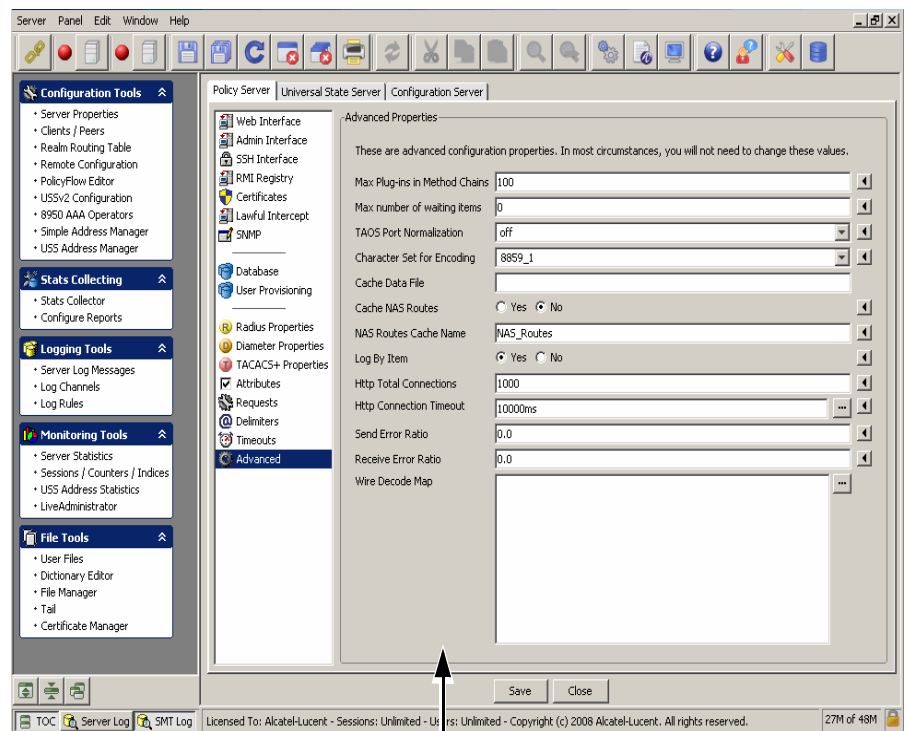 Server Panel Edit Window Help
Configuration Tools
Server Properties
Clients / Peers
Realm Routing Table
Remote Configuration
PolicyFlow Editor
USSv2 Configuration
8950 AAA Operators
Simple Address Manager
USS Address Manager
Stats Collecting
Stats Collector
Configure Reports
Logging Tools
Server Log Messages
Log Channels
Log Rules
Monitoring Tools
Server Statistics
Sessions / Counters / Indices
USS Address Statistics
LiveAdministrator
File Tools
User Files
Dictionary Editor
File Manager
Tail
Certificate Manager
Policy Server Universal State Server Configuration Server
Web Interface
Admin Interface
SSH Interface
RMI Registry
Certificates
Lawful Intercept
SNMP
Database
User Provisioning
Radius Properties
Diameter Properties
TACACS+ Properties
Attributes
Requests
Delimiters
Timeouts
Advanced
Advanced Properties
These are advanced configuration properties. In most circumstances, you will not need to change these values.
Max Plug-ins in Method Chains 100
Max number of waiting items 0
TAOS Port Normalization off
Character Set for Encoding 8859_1
Cache Data File
Cache NAS Routes Yes No
NAS Routes Cache Name NAS_Routes
Log By Item Yes No
Http Total Connections 1000
Http Connection Timeout 10000ms ...
Send Error Ratio 0.0
Receive Error Ratio 0.0
Wire Decode Map ...
Save Close
TOC Server Log SMT Log Licensed To: Alcatel-Lucent - Sessions: Unlimited - Users: Unlimited - Copyright (c) 2008 Alcatel-Lucent. All rights reserved. 27M of 48M